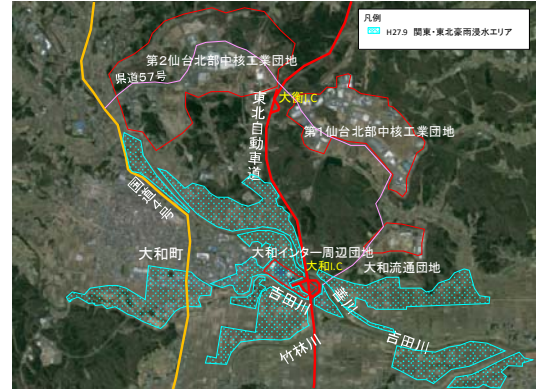 凡例
H27.9 関東・東北豪雨浸水エリア
第2仙台北部中核工業団地
県道57号
東北自動車道
大衡I.C
第1仙台北部中核工業団地
国道4号
大和町
大和インター周辺団地
大和I.C
大和流通団地
吉田川
善川
竹林川
吉田川